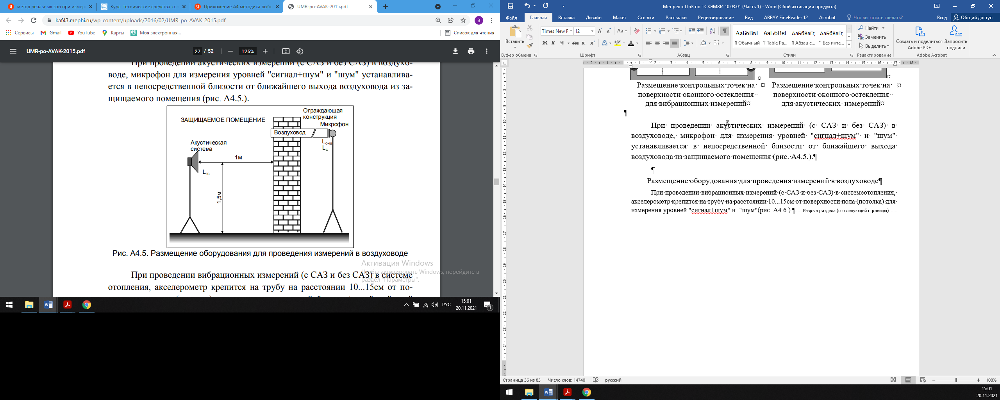 метод реальных зон при измер
Курс: Технические средства кон
Приложение А4 методика выбо
UMR-po-AVAK-2015.pdf
kaf43.mephi.ru/wp-content/uploads/2016/02/UMR-po-AVAK-2015.pdf
В
Сервисы
Gmail
YouTube
Карты
Моя электронная...
Список для чтения
UMR-po-AVAK-2015.pdf
27 / 52
125%
При проведении акустических измерений (с САЗ и без САЗ) в воздухо-
воде, микрофон для измерения уровней "сигнал+шум" и "шум" устанавлива-
ется в непосредственной близости от ближайшего выхода воздуховода из за-
щищаемого помещения (рис. А4.5.).
ЗАЩИЩАЕМОЕ ПОМЕЩЕНИЕ
Ограждающая
конструкция
Микрофон
Воздуховод
Lс+ш
Lш
Акустическая
система
1м
Lтс
1,5м
Рис. А4.5. Размещение оборудования для проведения измерений в воздуховоде
Активация Windows
Чтобы активировать Windows, перейдите в
раздел "Параметры".
При проведении вибрационных измерений (с САЗ и без САЗ) в системе
отопления, акселерометр крепится на трубу на расстоянии 10...15см от по-
РУС
15:01
20.11.2021
1
Мет рек к ПрЗ по ТСКЭМЗИ 10.03.01 (Часть 1) - Word (Сбой активации продукта)
Файл
Главная
Вставка
Дизайн
Макет
Ссылки
Рассылки
Рецензирование
Вид
ABBYY FineReader 12
Acrobat
Что вы хотите сделать?
Вход
Общий доступ
Вставить
Буфер обмена
Times New R
12
Ж К Ч abc x₂ x²
Шрифт
Абзац
АаБбВвІ
¶ Обычный
АаБбВвГ
¶ Table Pa...
АаБбВвГг,
¶ Абзац с...
АаБбВвГг,
¶ Без инте...
Стили
Найти
Заменить
Выделить
Редактирование
Создать и поделиться
Adobe PDF
Запросить
подписи
Adobe Acrobat
Размещение контрольных точек на
поверхности оконного остекления
для вибрационных измерений
Размещение контрольных точек на
поверхности оконного остекления
для акустических измерений
1,5м
При проведении акустических измерений (с САЗ и без САЗ) в
воздуховоде, микрофон для измерения уровней "сигнал+шум" и "шум"
устанавливается в непосредственной близости от ближайшего выхода
воздуховода из защищаемого помещения (рис. А4.5.).¶
¶
Размещение оборудования для проведения измерений в воздуховоде¶
При проведении вибрационных измерений (с САЗ и без САЗ) в системеотопления,
акселерометр крепится на трубу на расстоянии 10...15см от поверхности пола (потолка) для
измерения уровней "сигнал+шум" и "шум"(рис. А4.6.).¶ Разрыв раздела (со следующей страницы)
Страница 36 из 83
Число слов: 14740
русский
108%
15:01
20.11.2021